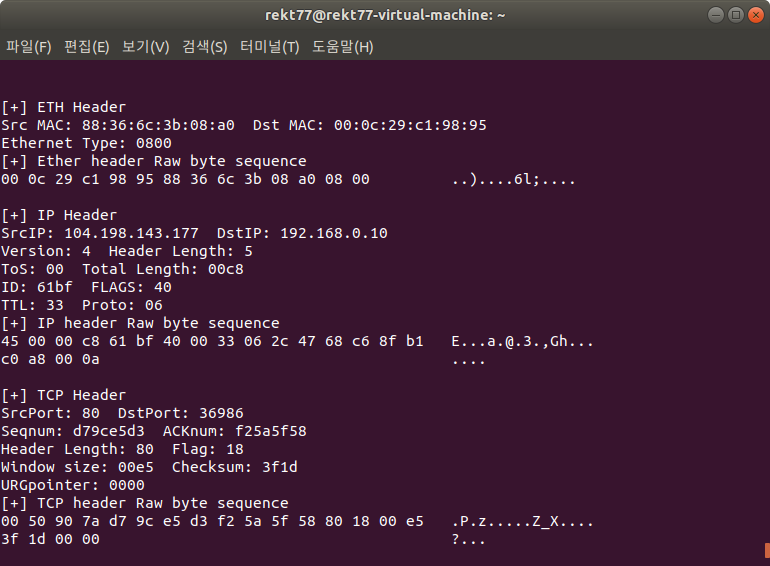 rekt77@rekt77-virtual-machine: ~
파일(F) 편집(E) 보기(V) 검색(S) 터미널(T) 도움말(H)
[+] ETH Header
Src MAC: 88:36:6c:3b:08:a0  Dst MAC: 00:0c:29:c1:98:95
Ethernet Type: 0800
[+] Ether header Raw byte sequence
00 0c 29 c1 98 95 88 36 6c 3b 08 a0 08 00         ..)....6l;....
[+] IP Header
SrcIP: 104.198.143.177  DstIP: 192.168.0.10
Version: 4  Header Length: 5
ToS: 00  Total Length: 00c8
ID: 61bf  FLAGS: 40
TTL: 33  Proto: 06
[+] IP header Raw byte sequence
45 00 00 c8 61 bf 40 00 33 06 2c 47 68 c6 8f b1   E...a.@.3.,Gh...
c0 a8 00 0a                                       ....
[+] TCP Header
SrcPort: 80  DstPort: 36986
Seqnum: d79ce5d3  ACKnum: f25a5f58
Header Length: 80  Flag: 18
Window size: 00e5  Checksum: 3f1d
URGpointer: 0000
[+] TCP header Raw byte sequence
00 50 90 7a d7 9c e5 d3 f2 5a 5f 58 80 18 00 e5   .P.z.....Z_X....
3f 1d 00 00                                       ?...